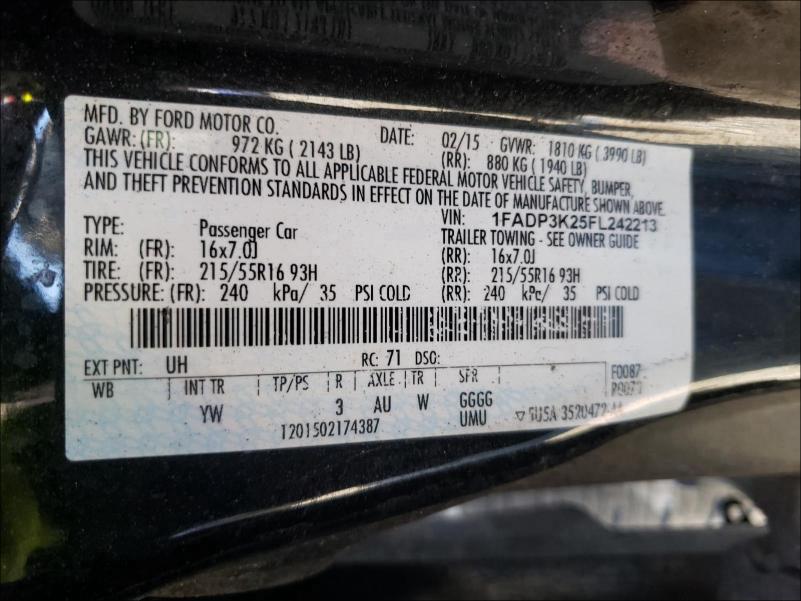 MFD. BY FORD MOTOR CO. DATE: 02/15 GVWR: 1810 KG ( 3990 LB)
GAWR: (FR): 972 KG ( 2143 LB) (RR): 880 KG ( 1940 LB)
THIS VEHICLE CONFORMS TO ALL APPLICABLE FEDERAL MOTOR VEHICLE SAFETY, BUMPER,
AND THEFT PREVENTION STANDARDS IN EFFECT ON THE DATE OF MANUFACTURE SHOWN ABOVE.
VIN: 1FADP3K25FL242213
TYPE: Passenger Car TRAILER TOWING - SEE OWNER GUIDE
RIM: (FR): 16x7.0J (RR): 16x7.0J
TIRE: (FR): 215/55R16 93H (RR): 215/55R16 93H
PRESSURE: (FR): 240 kPa/ 35 PSI COLD (RR): 240 kPa/ 35 PSI COLD
EXT PNT: UH RC: 71 DSO: F0087
WB INT TR TP/PS R AXLE TR SFR
YW 3 AU W GGGG
1201502174387 UMU